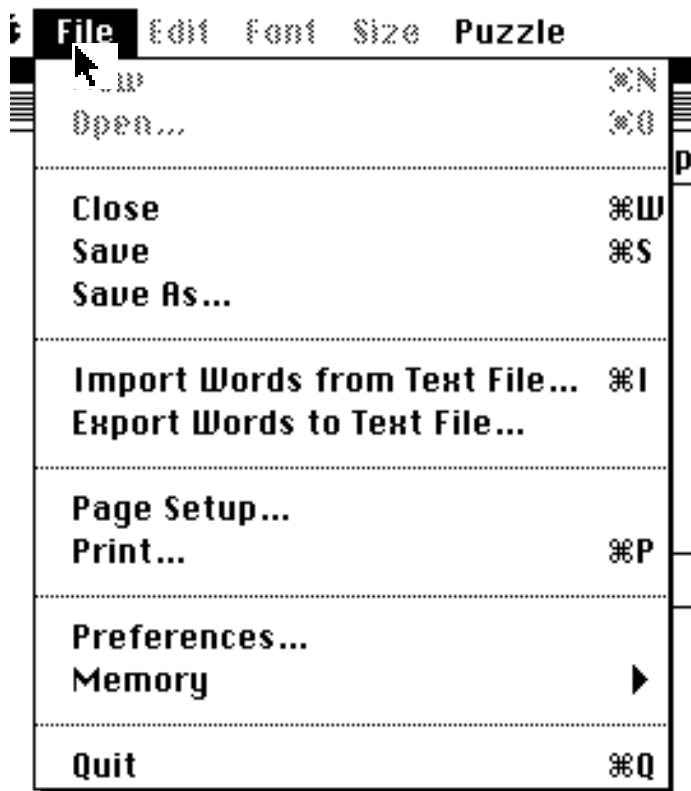 File Edit Font Size Puzzle
⌘N
Open... ⌘O
p
Close ⌘W
Save ⌘S
Save As...
Import Words from Text File... ⌘I
Export Words to Text File...
Page Setup...
Print... ⌘P
Preferences...
Memory
Quit ⌘Q